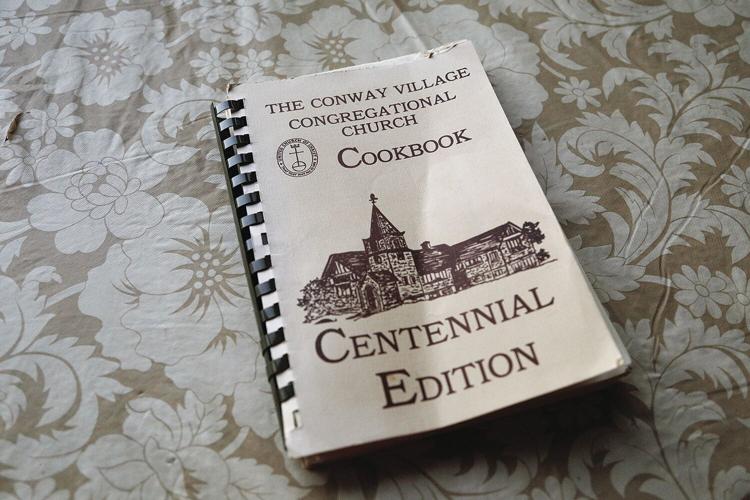 THE CONWAY VILLAGE
CONGREGATIONAL
CHURCH
COOKBOOK
CENTENNIAL
EDITION